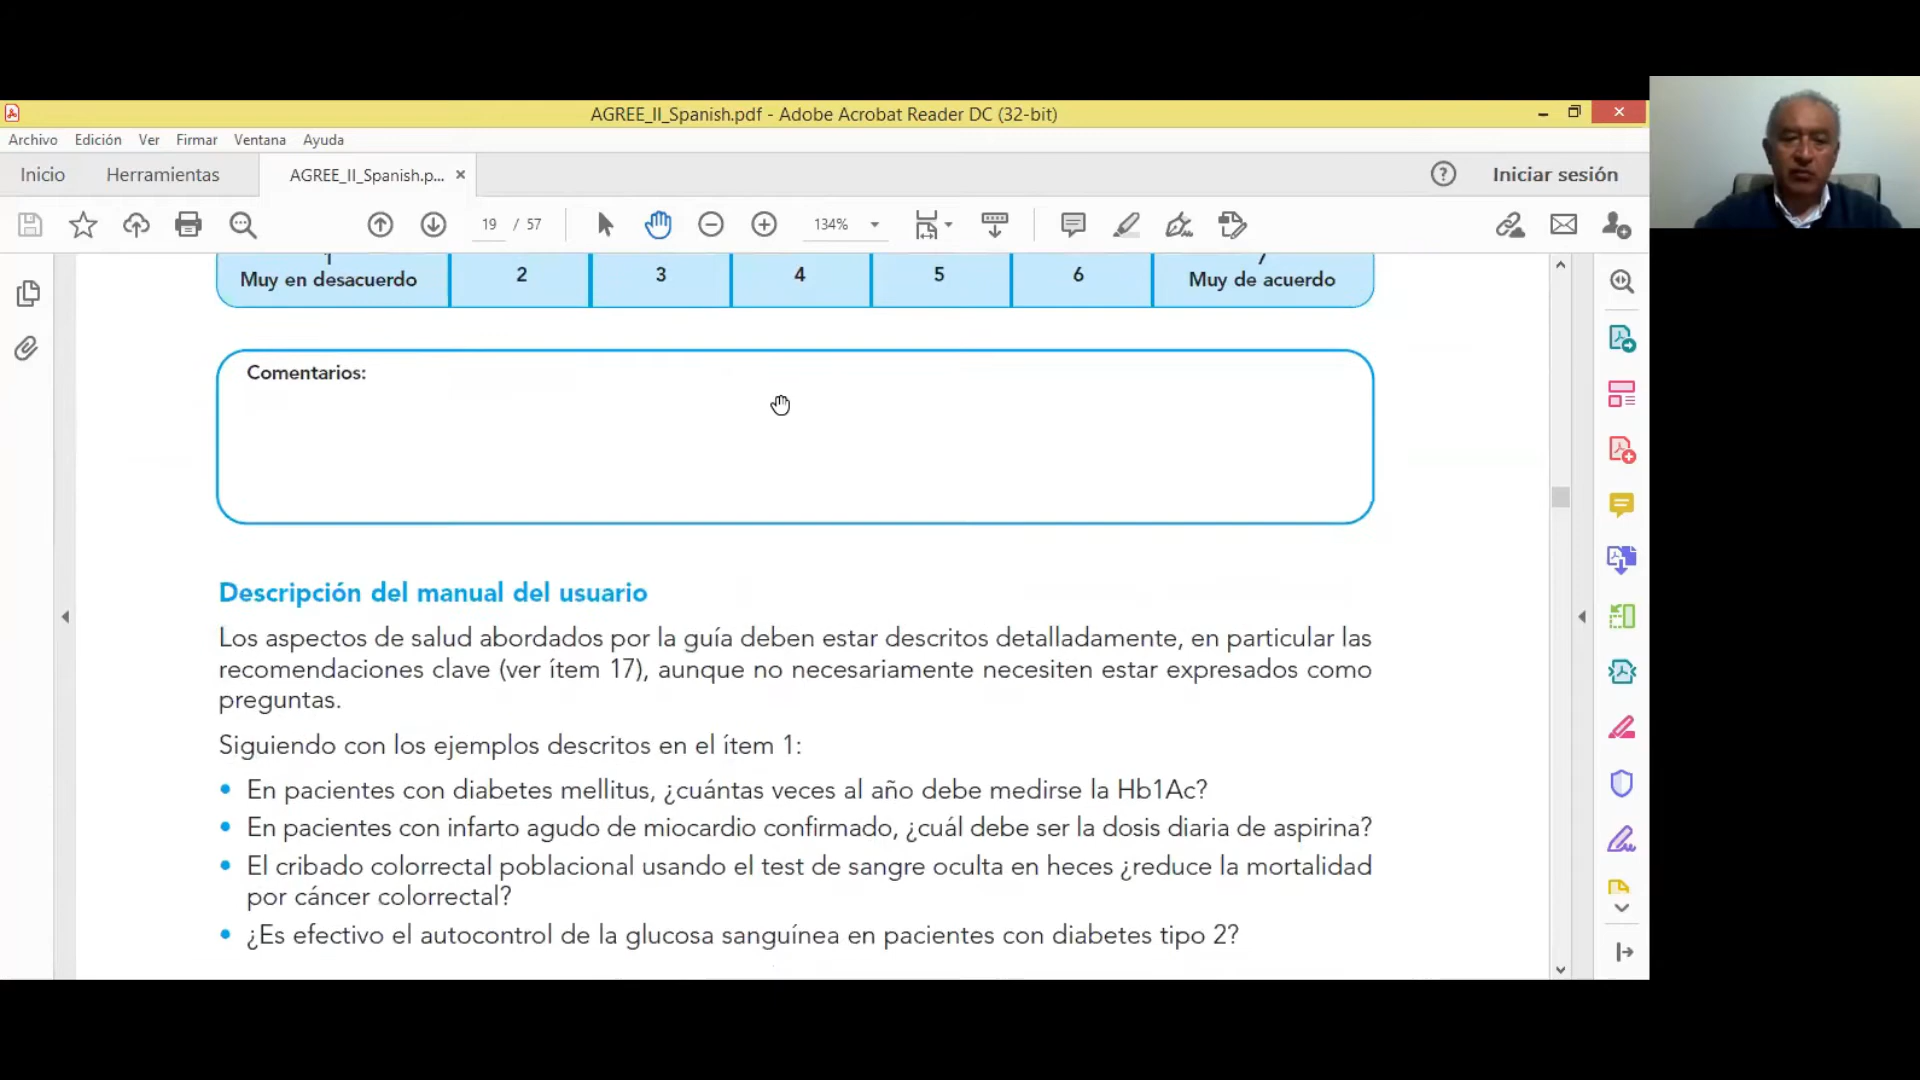 AGREE_II_Spanish.pdf - Adobe Acrobat Reader DC (32-bit)
Archivo Edición Ver Firmar Ventana Ayuda
Inicio Herramientas AGREE_II_Spanish.p... Iniciar sesión
19 / 57 134%
1 2 3 4 5 6 7
Muy en desacuerdo Muy de acuerdo
Comentarios:
Descripción del manual del usuario
Los aspectos de salud abordados por la guía deben estar descritos detalladamente, en particular las
recomendaciones clave (ver ítem 17), aunque no necesariamente necesiten estar expresados como
preguntas.
Siguiendo con los ejemplos descritos en el ítem 1:
• En pacientes con diabetes mellitus, ¿cuántas veces al año debe medirse la Hb1Ac?
• En pacientes con infarto agudo de miocardio confirmado, ¿cuál debe ser la dosis diaria de aspirina?
• El cribado colorrectal poblacional usando el test de sangre oculta en heces ¿reduce la mortalidad
por cáncer colorrectal?
• ¿Es efectivo el autocontrol de la glucosa sanguínea en pacientes con diabetes tipo 2?